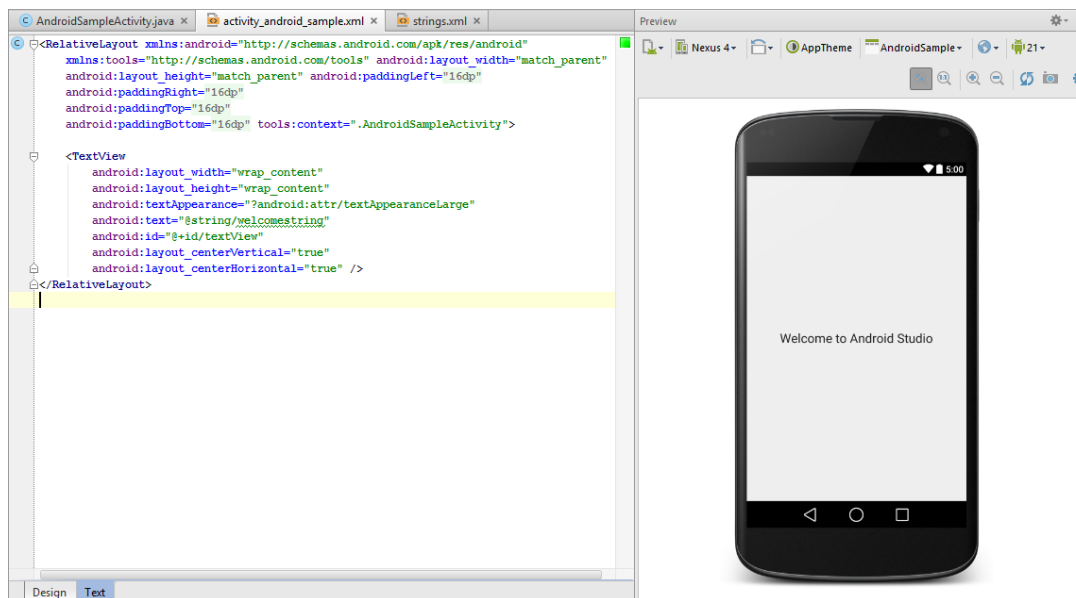 AndroidSampleActivity.java × activity_android_sample.xml × strings.xml ×
<RelativeLayout xmlns:android="http://schemas.android.com/apk/res/android"
xmlns:tools="http://schemas.android.com/tools" android:layout_width="match_parent"
android:layout_height="match_parent" android:paddingLeft="16dp"
android:paddingRight="16dp"
android:paddingTop="16dp"
android:paddingBottom="16dp" tools:context=".AndroidSampleActivity">
<TextView
android:layout_width="wrap_content"
android:layout_height="wrap_content"
android:textAppearance="?android:attr/textAppearanceLarge"
android:text="@string/welcomestring"
android:id="@+id/textView"
android:layout_centerVertical="true"
android:layout_centerHorizontal="true" />
</RelativeLayout>
Design Text
Preview
Nexus 4 AppTheme AndroidSample 21
5:00
Welcome to Android Studio